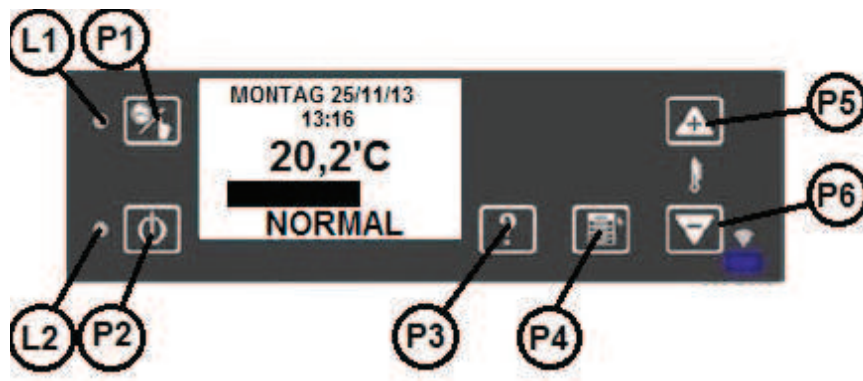 L1 P1
MONTAG 25/11/13
13:16
20,2'C
NORMAL
P5
P6
?
L2 P2 P3 P4